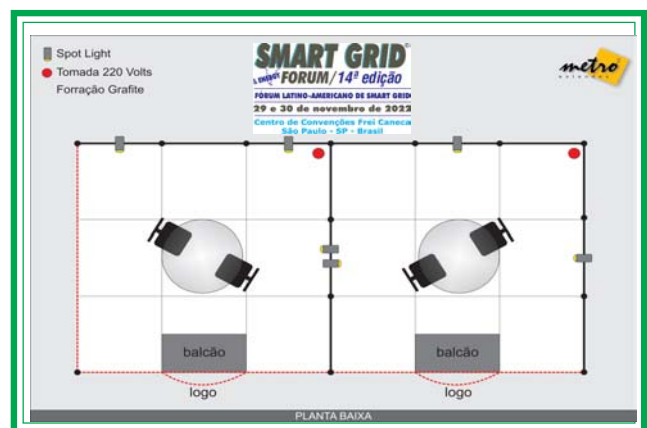 Spot Light
Tomada 220 Volts
Forração Grafite
SMART GRID®
& ENERGY FORUM/14ª edição
FÓRUM LATINO-AMERICANO DE SMART GRID
29 e 30 de novembro de 2022
Centro de Convenções Frei Caneca
São Paulo - SP - Brasil
metro
balcão
balcão
logo
logo
PLANTA BAIXA